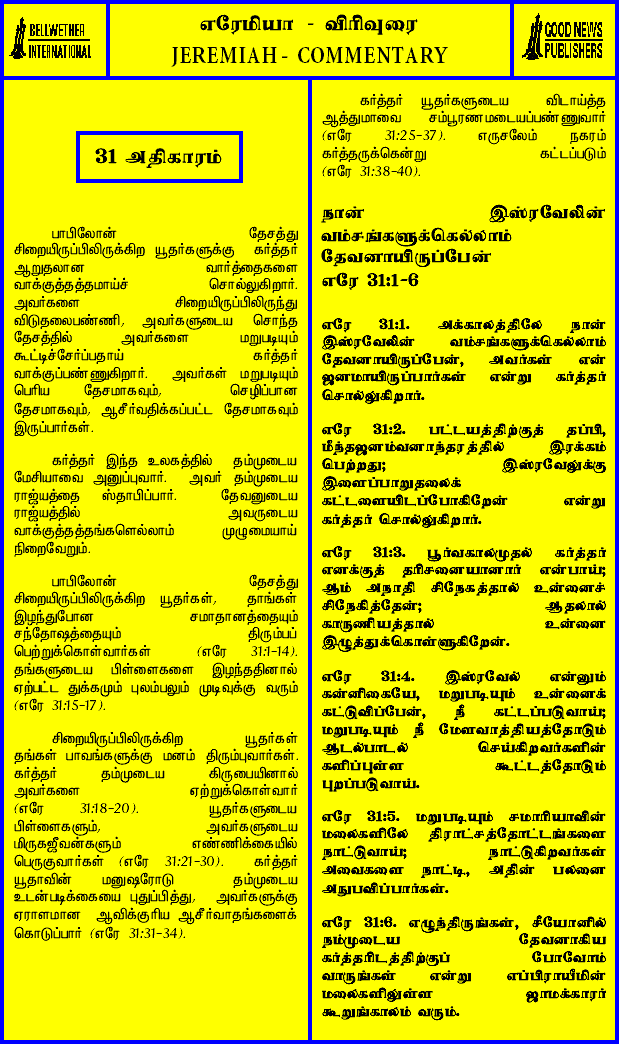 BELLWETHER
INTERNATIONAL
எரேமியா - விரிவுரை
JEREMIAH - COMMENTARY
GOOD NEWS
PUBLISHERS
31 அதிகாரம்
பாபிலோன் தேசத்து
சிறையிருப்பிலிருக்கிற யூதர்களுக்கு கர்த்தர்
ஆறுதலான வார்த்தைகளை
வாக்குத்தத்தமாய்ச் சொல்லுகிறார்.
அவர்களை சிறையிருப்பிலிருந்து
விடுதலைபண்ணி, அவர்களுடைய சொந்த
தேசத்தில் அவர்களை மறுபடியும்
கூட்டிச்சேர்ப்பதாய் கர்த்தர்
வாக்குப்பண்ணுகிறார். அவர்கள் மறுபடியும்
பெரிய தேசமாகவும், செழிப்பான
தேசமாகவும், ஆசீர்வதிக்கப்பட்ட தேசமாகவும்
இருப்பார்கள்.
கர்த்தர் இந்த உலகத்தில் தம்முடைய
மேசியாவை அனுப்புவார். அவர் தம்முடைய
ராஜ்யத்தை ஸ்தாபிப்பார். தேவனுடைய
ராஜ்யத்தில் அவருடைய
வாக்குத்தத்தங்களெல்லாம் முழுமையாய்
நிறைவேறும்.
பாபிலோன் தேசத்து
சிறையிருப்பிலிருக்கிற யூதர்கள், தாங்கள்
இழந்துபோன சமாதானத்தையும்
சந்தோஷத்தையும் திரும்பப்
பெற்றுக்கொள்வார்கள் (எரே 31:1-14).
தங்களுடைய பிள்ளைகளை இழந்ததினால்
ஏற்பட்ட துக்கமும் புலம்பலும் முடிவுக்கு வரும்
(எரே 31:15-17).
சிறையிருப்பிலிருக்கிற யூதர்கள்
தங்கள் பாவங்களுக்கு மனம் திரும்புவார்கள்.
கர்த்தர் தம்முடைய கிருபையினால்
அவர்களை ஏற்றுக்கொள்வார்
(எரே 31:18-20). யூதர்களுடைய
பிள்ளைகளும், அவர்களுடைய
மிருகஜீவன்களும் எண்ணிக்கையில்
பெருகுவார்கள் (எரே 31:21-30). கர்த்தர்
யூதாவின் மனுஷரோடு தம்முடைய
உடன்படிக்கையை புதுப்பித்து, அவர்களுக்கு
ஏராளமான ஆவிக்குரிய ஆசீர்வாதங்களைக்
கொடுப்பார் (எரே 31:31-34).
கர்த்தர் யூதர்களுடைய விடாய்த்த
ஆத்துமாவை சம்பூரணமடையப்பண்ணுவார்
(எரே 31:25-37). எருசலேம் நகரம்
கர்த்தருக்கென்று கட்டப்படும்
(எரே 31:38-40).
நான் இஸ்ரவேலின்
வம்சங்களுக்கெல்லாம்
தேவனாயிருப்பேன்
எரே 31:1-6
எரே 31:1. அக்காலத்திலே நான்
இஸ்ரவேலின் வம்சங்களுக்கெல்லாம்
தேவனாயிருப்பேன், அவர்கள் என்
ஜனமாயிருப்பார்கள் என்று கர்த்தர்
சொல்லுகிறார்.
எரே 31:2. பட்டயத்திற்குத் தப்பி,
மீந்தஜனம்வனாந்தரத்தில் இரக்கம்
பெற்றது; இஸ்ரவேலுக்கு
இளைப்பாறுதலைக்
கட்டளையிடப்போகிறேன் என்று
கர்த்தர் சொல்லுகிறார்.
எரே 31:3. பூர்வகாலமுதல் கர்த்தர்
எனக்குத் தரிசனையானார் என்பாய்;
ஆம் அநாதி சிநேகத்தால் உன்னைச்
சிநேகித்தேன்; ஆதலால்
காருணியத்தால் உன்னை
இழுத்துக்கொள்ளுகிறேன்.
எரே 31:4. இஸ்ரவேல் என்னும்
கன்னிகையே, மறுபடியும் உன்னைக்
கட்டுவிப்பேன், நீ கட்டப்படுவாய்;
மறுபடியும் நீ மேளவாத்தியத்தோடும்
ஆடல்பாடல் செய்கிறவர்களின்
களிப்புள்ள கூட்டத்தோடும்
புறப்படுவாய்.
எரே 31:5. மறுபடியும் சமாரியாவின்
மலைகளிலே திராட்சத்தோட்டங்களை
நாட்டுவாய்; நாட்டுகிறவர்கள்
அவைகளை நாட்டி, அதின் பலனை
அநுபவிப்பார்கள்.
எரே 31:6. எழுந்திருங்கள், சீயோனில்
நம்முடைய தேவனாகிய
கர்த்தரிடத்திற்குப் போவோம்
வாருங்கள் என்று எப்பிராயீமின்
மலைகளிலுள்ள ஜாமக்காரர்
கூறுங்காலம் வரும்.